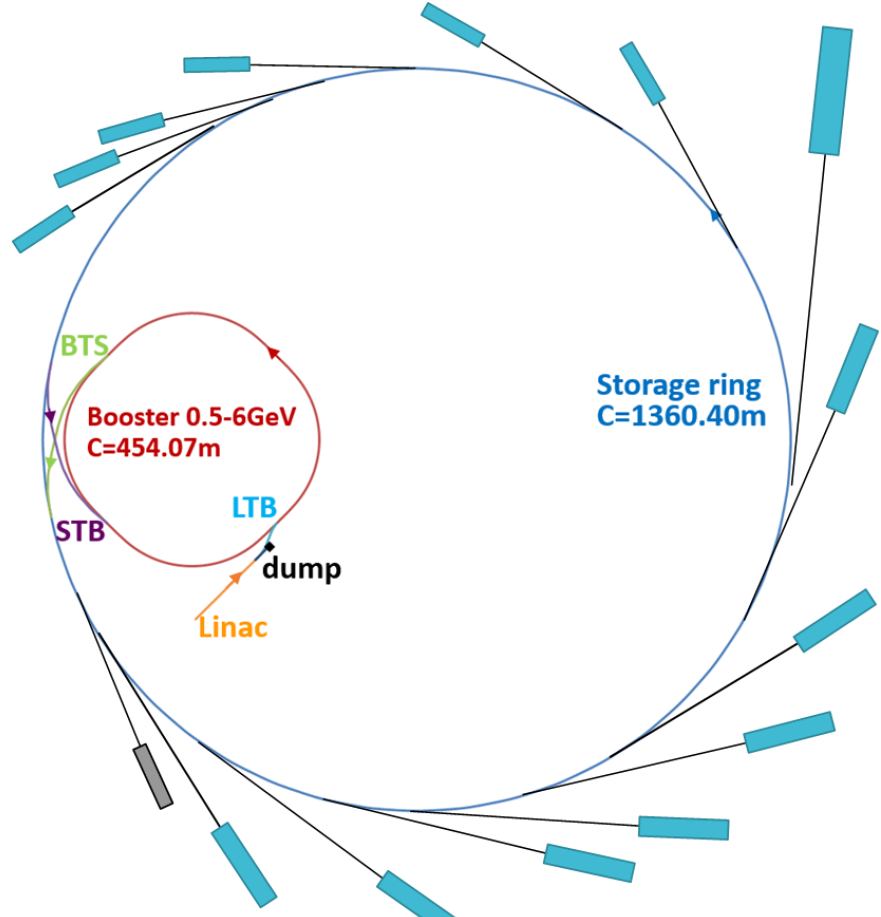 BTS
Booster 0.5-6GeV
C=454.07m
Storage ring
C=1360.40m
LTB
STB
dump
Linac